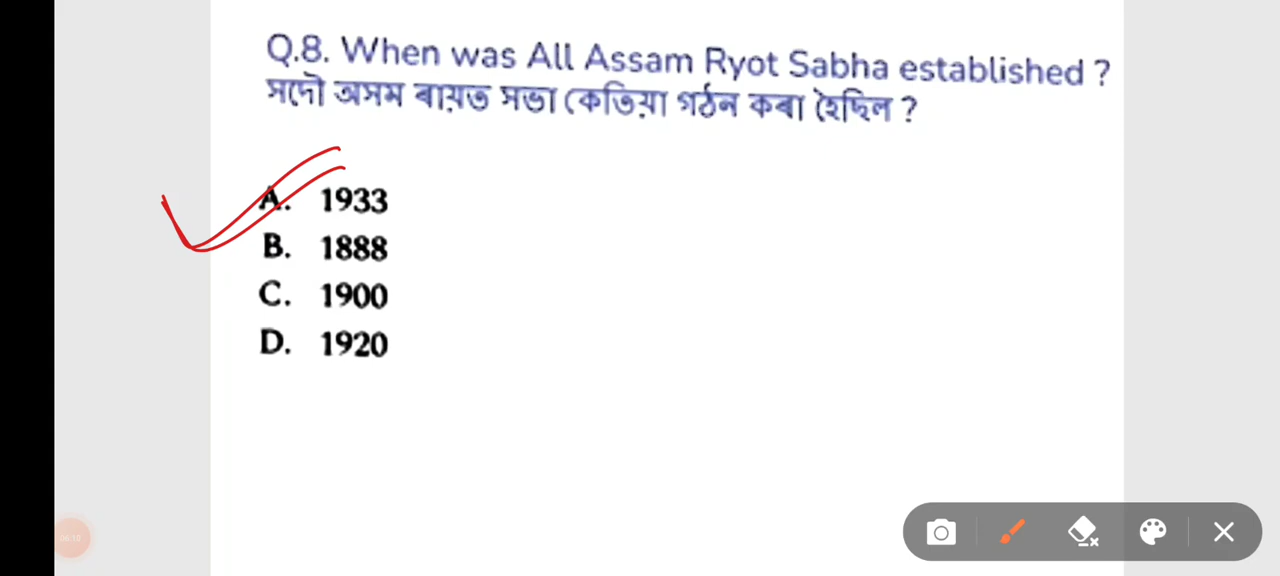 Q.8. When was All Assam Ryot Sabha established ?
সদৌ অসম ৰায়ত সভা কেতিয়া গঠন কৰা হৈছিল ?
A. 1933
B. 1888
C. 1900
D. 1920